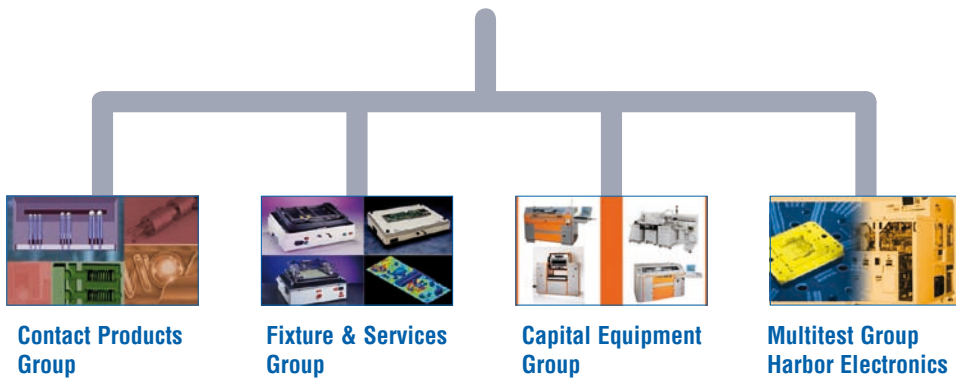 Contact Products
Group
Fixture & Services
Group
Capital Equipment
Group
Multitest Group
Harbor Electronics